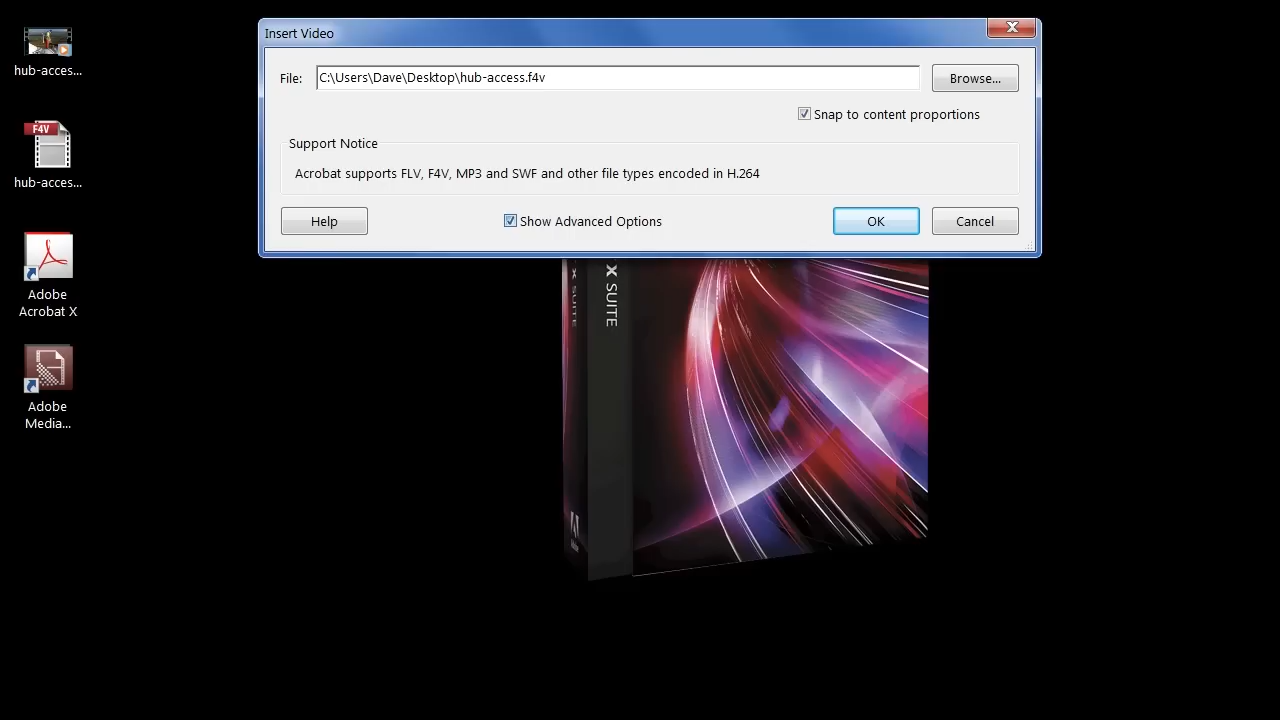 Insert Video
File:
C:\Users\Dave\Desktop\hub-access.f4v
Browse...
Snap to content proportions
Support Notice
Acrobat supports FLV, F4V, MP3 and SWF and other file types encoded in H.264
Help
Show Advanced Options
OK
Cancel
hub-acces...
F4V
hub-acces...
Adobe
Acrobat X
Adobe
Media...
X SUITE
X SUITE